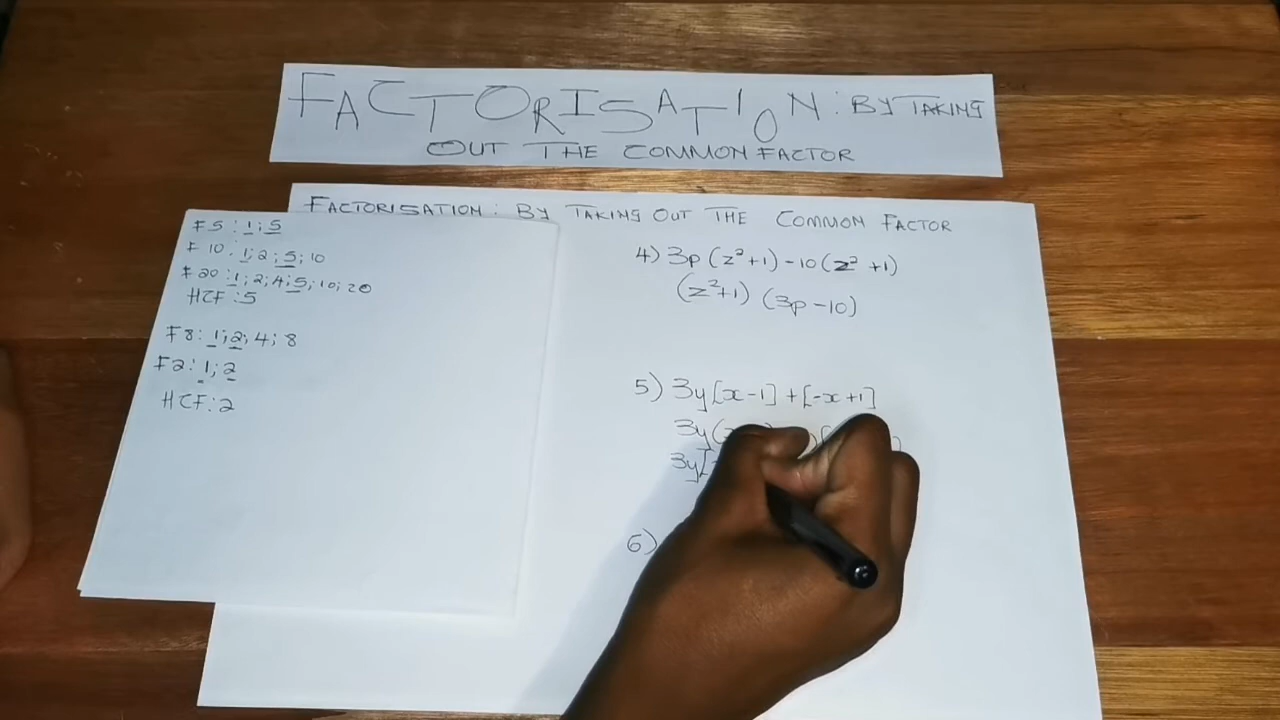 FACTORISATION: BY TAKING
OUT THE COMMON FACTOR
FACTORISATION: BY TAKING OUT THE COMMON FACTOR
F5: 1; 5
F 10: 1; 2; 5; 10
F20: 1; 2; 4; 5; 10; 20
HCF: 5
F8: 1; 2; 4; 8
F2: 1; 2
HCF: 2
4) 3p(z²+1)-10(z²+1)
(z²+1)(3p-10)
5) 3y[x-1]+[-x+1]
3y(
3y[
6)